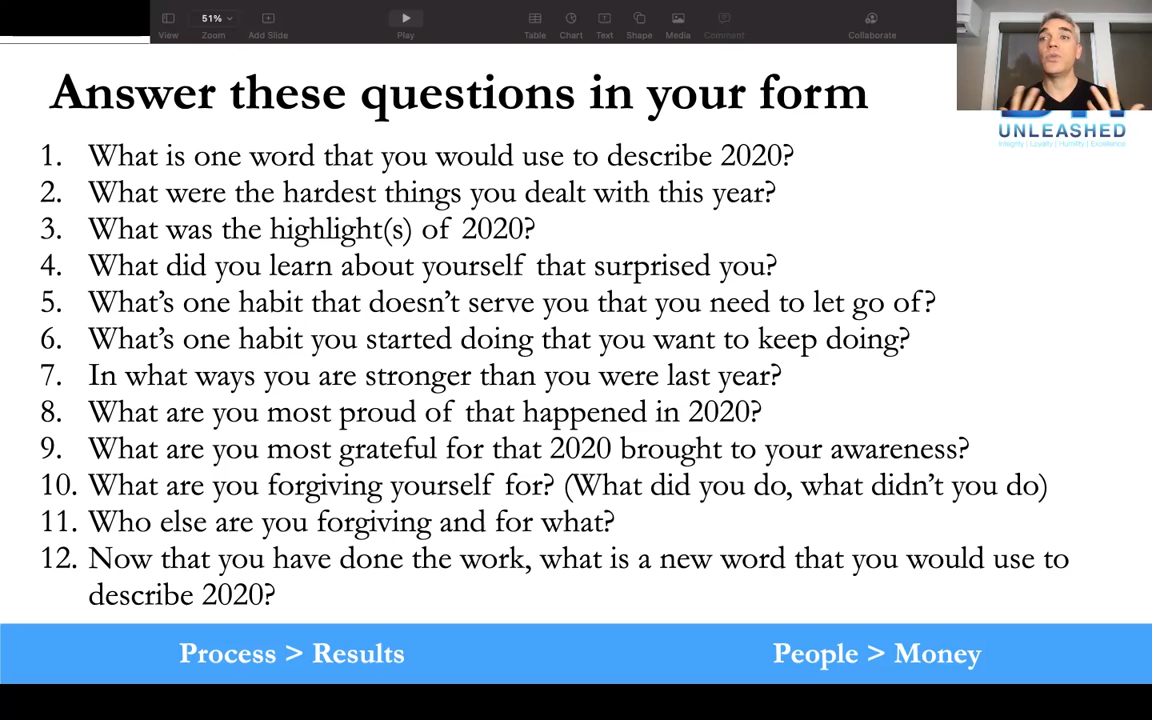 51%
View
Zoom
Add Slide
Play
Table
Chart
Text
Shape
Media
Comment
Collaborate
Answer these questions in your form
UNLEASHED
Integrity | Loyalty | Humility | Excellence
1. What is one word that you would use to describe 2020?
2. What were the hardest things you dealt with this year?
3. What was the highlight(s) of 2020?
4. What did you learn about yourself that surprised you?
5. What's one habit that doesn't serve you that you need to let go of?
6. What's one habit you started doing that you want to keep doing?
7. In what ways you are stronger than you were last year?
8. What are you most proud of that happened in 2020?
9. What are you most grateful for that 2020 brought to your awareness?
10. What are you forgiving yourself for? (What did you do, what didn't you do)
11. Who else are you forgiving and for what?
12. Now that you have done the work, what is a new word that you would use to
describe 2020?
Process > Results
People > Money